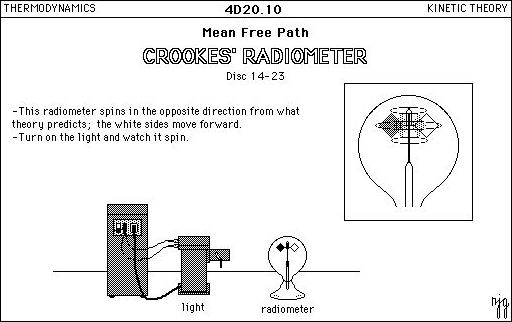 THERMODYNAMICS 4D20.10 KINETIC THEORY
Mean Free Path
CROOKES' RADIOMETER
Disc 14-23
-This radiometer spins in the opposite direction from what
theory predicts; the white sides move forward.
-Turn on the light and watch it spin.
light
radiometer